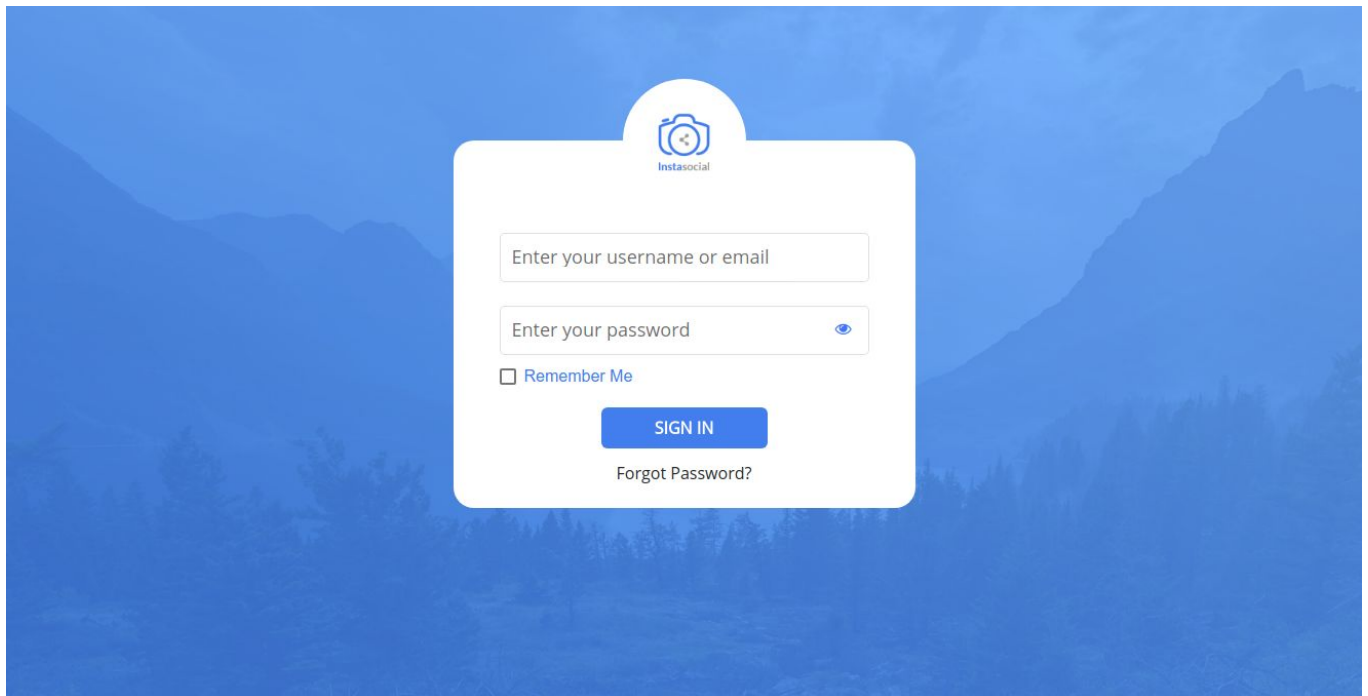 Instasocial
Enter your username or email
Enter your password
Remember Me
SIGN IN
Forgot Password?